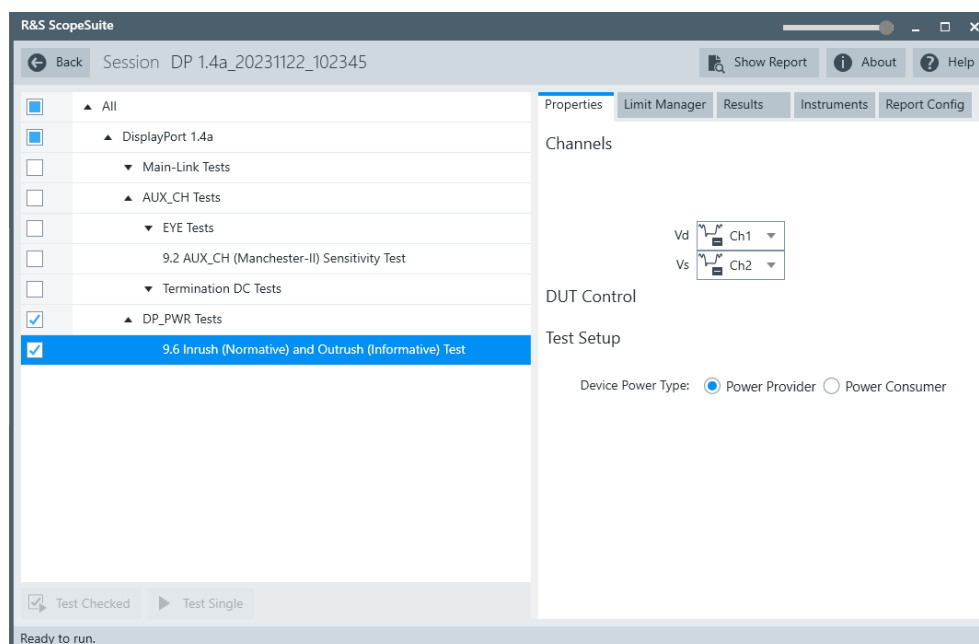 R&S ScopeSuite
Back Session DP 1.4a_20231122_102345 Show Report About Help
All
DisplayPort 1.4a
Main-Link Tests
AUX_CH Tests
EYE Tests
9.2 AUX_CH (Manchester-II) Sensitivity Test
Termination DC Tests
DP_PWR Tests
9.6 Inrush (Normative) and Outrush (Informative) Test
Test Checked Test Single
Properties Limit Manager Results Instruments Report Config
Channels
Vd Ch1
Vs Ch2
DUT Control
Test Setup
Device Power Type: Power Provider Power Consumer
Ready to run.